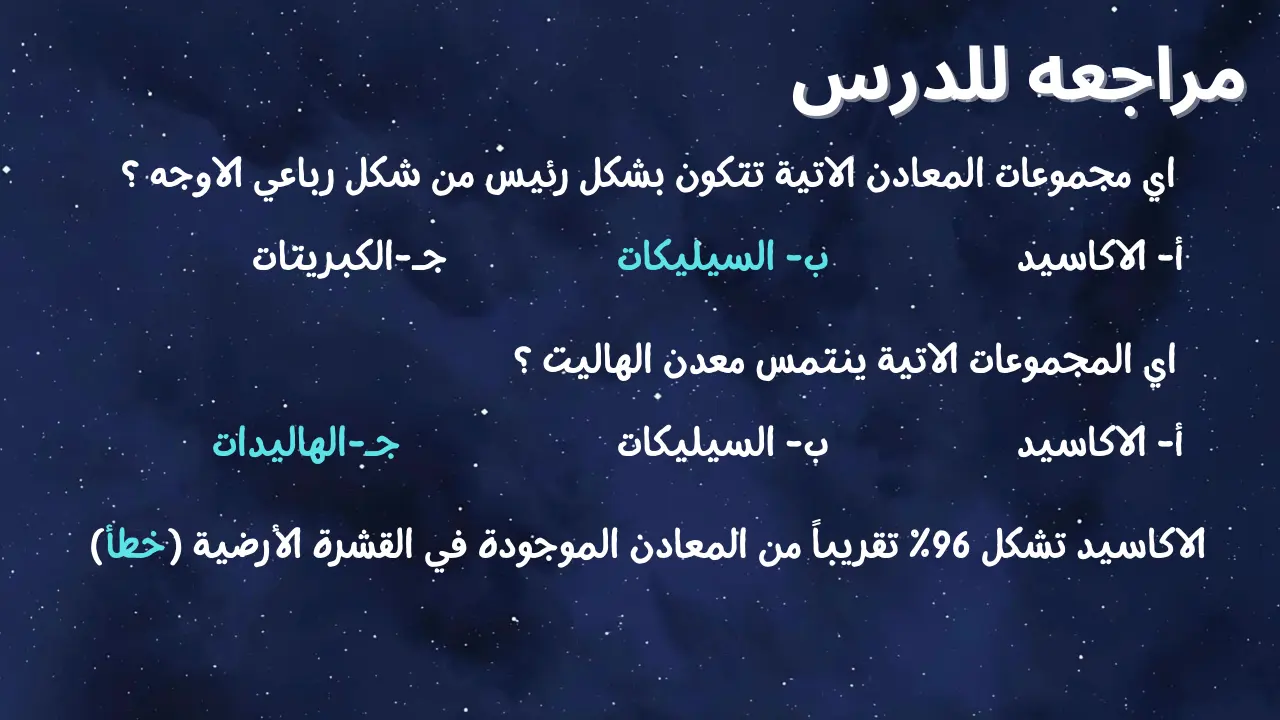 مراجعه للدرس
اي مجموعات المعادن الاتية تتكون بشكل رئيس من شكل رباعي الاوجه ؟
أ- الاكاسيد ب- السيليكات جـ-الكبريتات
اي المجموعات الاتية ينتمس معدن الهاليت ؟
أ- الاكاسيد ب- السيليكات جـ-الهاليدات
الاكاسيد تشكل 96% تقريباً من المعادن الموجودة في القشرة الأرضية (خطأ)